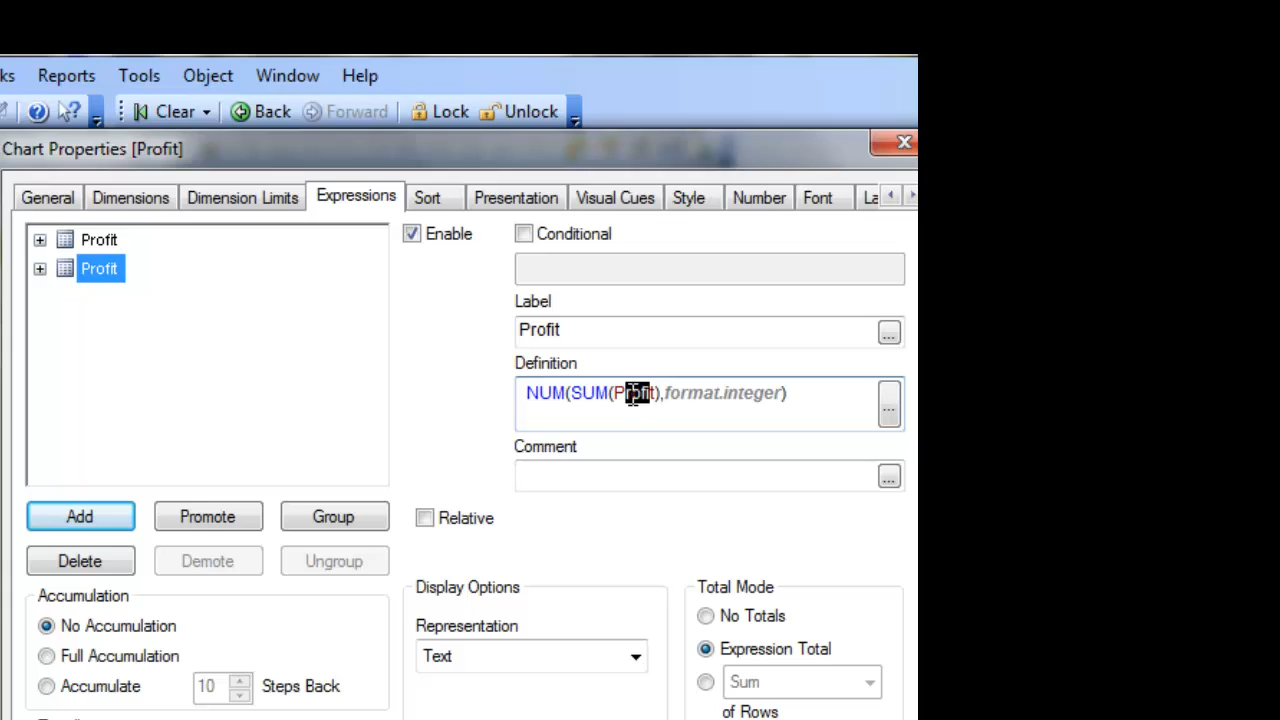 ks Reports Tools Object Window Help
Clear Back Forward Lock Unlock
Chart Properties [Profit]
General Dimensions Dimension Limits Expressions Sort Presentation Visual Cues Style Number Font La
Profit
Profit
Enable
Conditional
Label
Profit
...
Definition
NUM(SUM(Profit),format.integer)
...
Comment
...
Add Promote Group
Relative
Delete Demote Ungroup
Accumulation
No Accumulation
Full Accumulation
Accumulate 10 Steps Back
Display Options
Representation
Text
Total Mode
No Totals
Expression Total
Sum
of Rows